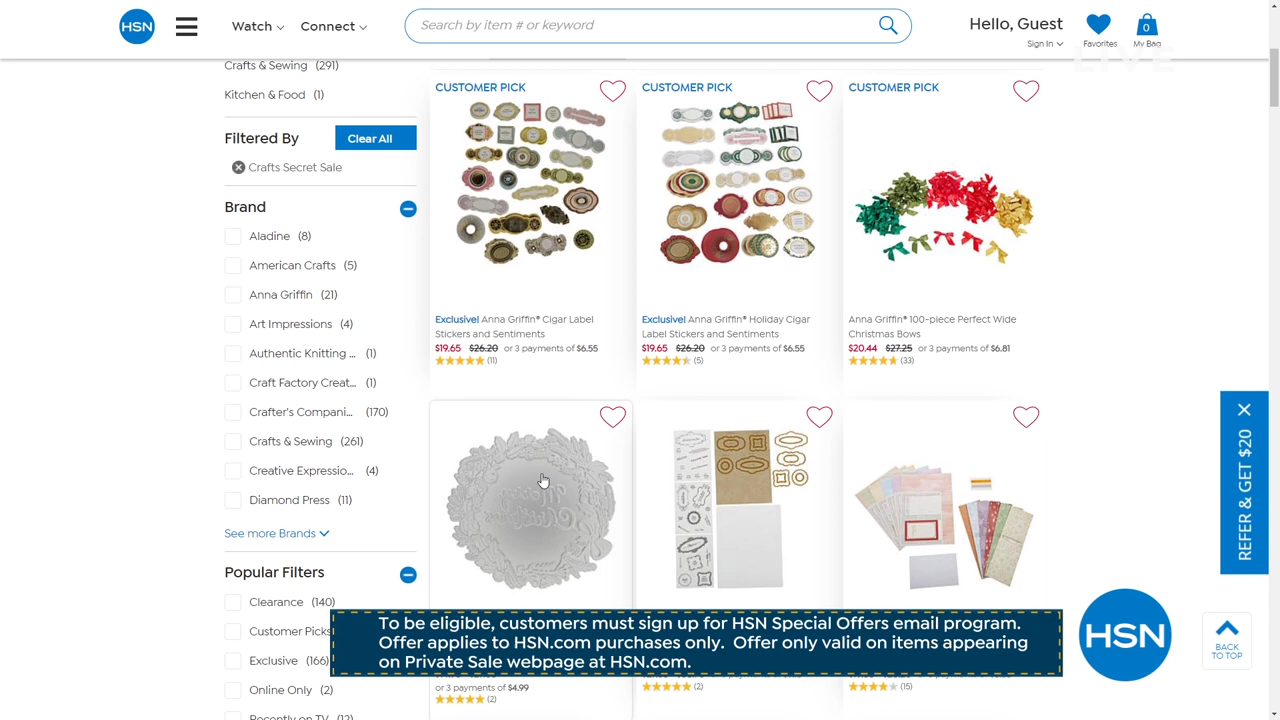 HSN
Watch
Connect
Search by item # or keyword
Hello, Guest
Sign In
Favorites
0
My Bag
LIVE
Crafts & Sewing (291)
Kitchen & Food (1)
Filtered By
Clear All
Crafts Secret Sale
Brand
Aladine (8)
American Crafts (5)
Anna Griffin (21)
Art Impressions (4)
Authentic Knitting ... (1)
Craft Factory Creat... (1)
Crafter's Compani... (170)
Crafts & Sewing (261)
Creative Expressio... (4)
Diamond Press (11)
See more Brands
Popular Filters
Clearance (140)
Customer Picks
Exclusive (166)
Online Only (2)
Recently on TV (12)
CUSTOMER PICK
Exclusive! Anna Griffin® Cigar Label
Stickers and Sentiments
$19.65 $26.20 or 3 payments of $6.55
(11)
CUSTOMER PICK
Exclusive! Anna Griffin® Holiday Cigar
Label Stickers and Sentiments
$19.65 $26.20 or 3 payments of $6.55
(5)
CUSTOMER PICK
Anna Griffin® 100-piece Perfect Wide
Christmas Bows
$20.44 $27.25 or 3 payments of $6.81
(33)
or 3 payments of $4.99
(2)
(2)
(15)
REFER & GET $20
To be eligible, customers must sign up for HSN Special Offers email program.
Offer applies to HSN.com purchases only. Offer only valid on items appearing
on Private Sale webpage at HSN.com.
HSN
BACK
TO TOP